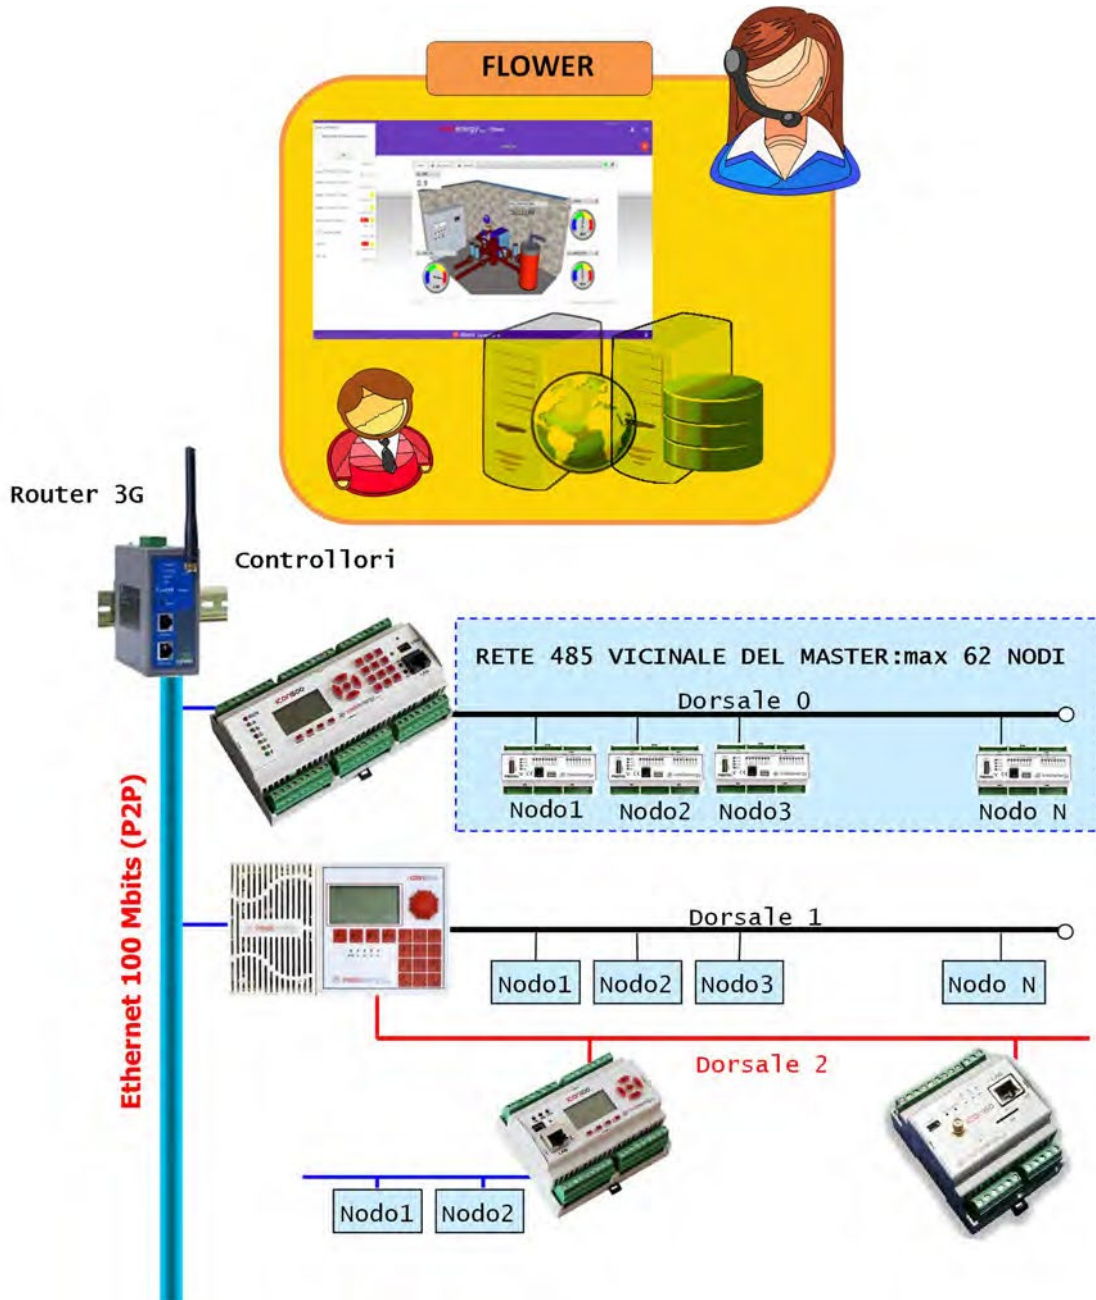 FLOWER
Router 3G
Controllori
RETE 485 VICINALE DEL MASTER:max 62 NODI
Dorsale 0
Nodo1
Nodo2
Nodo3
Nodo N
Ethernet 100 Mbits (P2P)
Dorsale 1
Nodo1
Nodo2
Nodo3
Nodo N
Dorsale 2
Nodo1
Nodo2